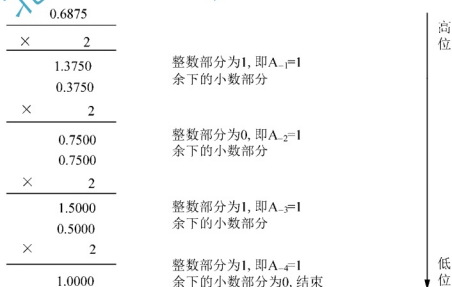 0.6875
高位
× 2
1.3750 整数部分为1, 即A₋₁=1
0.3750 余下的小数部分
× 2
0.7500 整数部分为0, 即A₋₂=1
0.7500 余下的小数部分
× 2
1.5000 整数部分为1, 即A₋₃=1
0.5000 余下的小数部分
× 2
整数部分为1, 即A₋₄=1
低位
1.0000 余下的小数部分为0, 结束